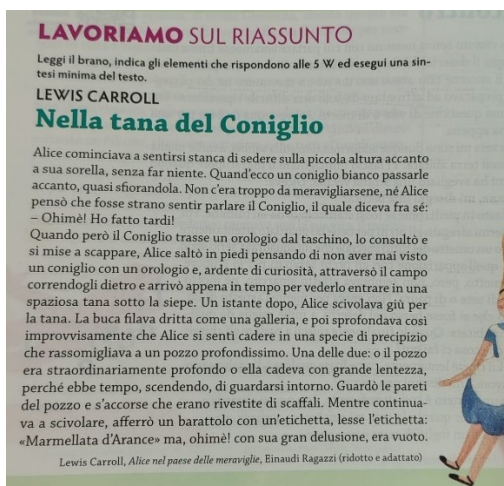 LAVORIAMO SUL RIASSUNTO
Leggi il brano, indica gli elementi che rispondono alle 5 W ed esegui una sin-
tesi minima del testo.
LEWIS CARROLL
Nella tana del Coniglio
Alice cominciava a sentirsi stanca di sedere sulla piccola altura accanto
a sua sorella, senza far niente. Quand'ecco un coniglio bianco passarle
accanto, quasi sfiorandola. Non c'era troppo da meravigliarsene, né Alice
pensò che fosse strano sentir parlare il Coniglio, il quale diceva fra sé:
– Ohimè! Ho fatto tardi!
Quando però il Coniglio trasse un orologio dal taschino, lo consultò e
si mise a scappare, Alice saltò in piedi pensando di non aver mai visto
un coniglio con un orologio e, ardente di curiosità, attraversò il campo
correndogli dietro e arrivò appena in tempo per vederlo entrare in una
spaziosa tana sotto la siepe. Un istante dopo, Alice scivolava giù per
la tana. La buca filava dritta come una galleria, e poi sprofondava così
improvvisamente che Alice si sentì cadere in una specie di precipizio
che rassomigliava a un pozzo profondissimo. Una delle due: o il pozzo
era straordinariamente profondo o ella cadeva con grande lentezza,
perché ebbe tempo, scendendo, di guardarsi intorno. Guardò le pareti
del pozzo e s'accorse che erano rivestite di scaffali. Mentre continua-
va a scivolare, afferrò un barattolo con un'etichetta, lesse l'etichetta:
«Marmellata d'Arance» ma, ohimè! con sua gran delusione, era vuoto.
Lewis Carroll, Alice nel paese delle meraviglie, Einaudi Ragazzi (ridotto e adattato)